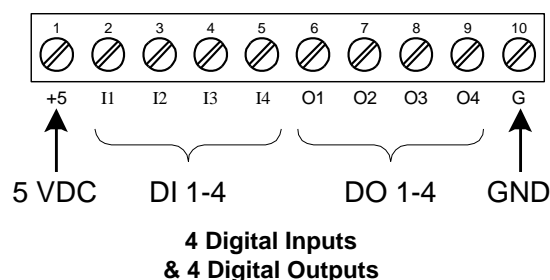 1 2 3 4 5 6 7 8 9 10
+5 I1 I2 I3 I4 O1 O2 O3 O4 G
5 VDC DI 1-4 DO 1-4 GND
4 Digital Inputs
& 4 Digital Outputs